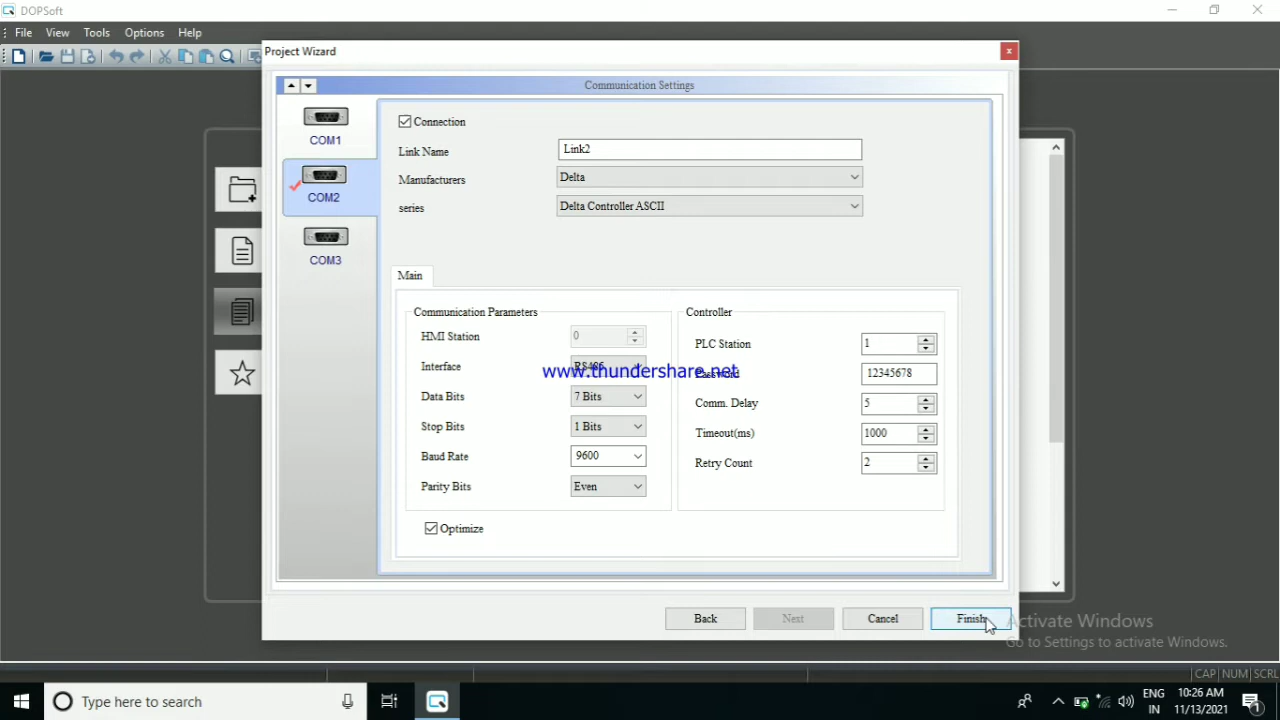 DOPSoft
File View Tools Options Help
Project Wizard
x
Communication Settings
COM1
COM2
COM3
Connection
Link Name Link2
Manufacturers Delta
series Delta Controller ASCII
Main
Communication Parameters
HMI Station 0
Interface
Data Bits 7 Bits
Stop Bits 1 Bits
Baud Rate 9600
Parity Bits Even
Optimize
Controller
PLC Station 1
Password 12345678
Comm. Delay 5
Timeout(ms) 1000
Retry Count 2
www.thundershare.net
Back Next Cancel Finish
Activate Windows
Go to Settings to activate Windows.
CAP NUM SCRL
Type here to search
ENG
IN
10:26 AM
11/13/2021
1